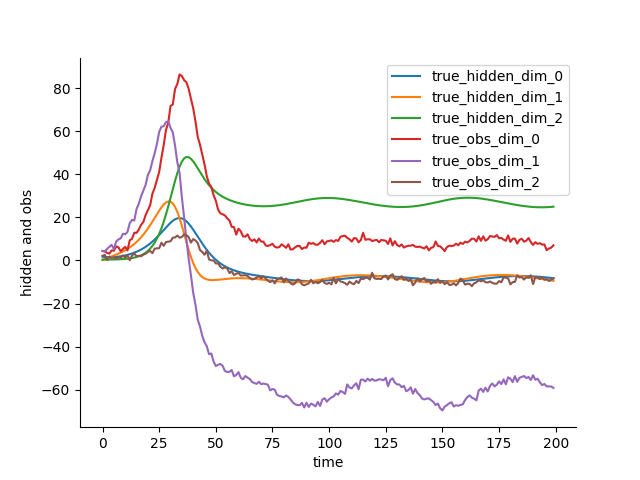 true_hidden_dim_0
true_hidden_dim_1
true_hidden_dim_2
true_obs_dim_0
true_obs_dim_1
true_obs_dim_2
80
60
40
20
0
−20
−40
−60
hidden and obs
0 25 50 75 100 125 150 175 200
time